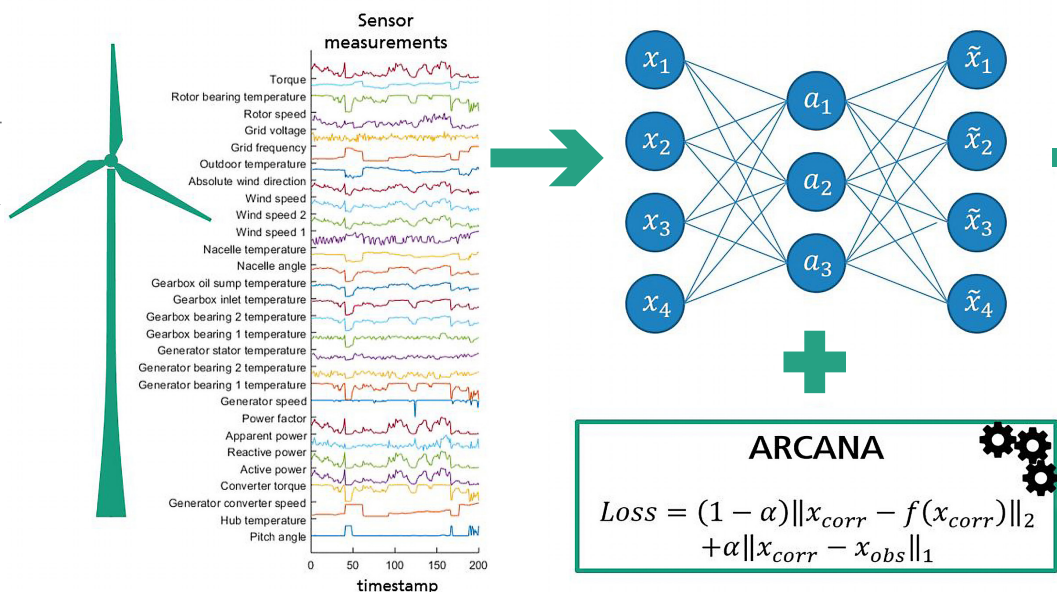 Sensor
measurements
Torque
Rotor bearing temperature
Rotor speed
Grid voltage
Grid frequency
Outdoor temperature
Absolute wind direction
Wind speed
Wind speed 2
Wind speed 1
Nacelle temperature
Nacelle angle
Gearbox oil sump temperature
Gearbox inlet temperature
Gearbox bearing 2 temperature
Gearbox bearing 1 temperature
Generator stator temperature
Generator bearing 2 temperature
Generator bearing 1 temperature
Generator speed
Power factor
Apparent power
Reactive power
Active power
Converter torque
Generator converter speed
Hub temperature
Pitch angle
0 50 100 150 200
timestamp
x₁
x₂
x₃
x₄
a₁
a₂
a₃
x̃₁
x̃₂
x̃₃
x̃₄
ARCANA
Loss = (1 − α)‖x_corr − f(x_corr)‖₂
+α‖x_corr − x_obs‖₁